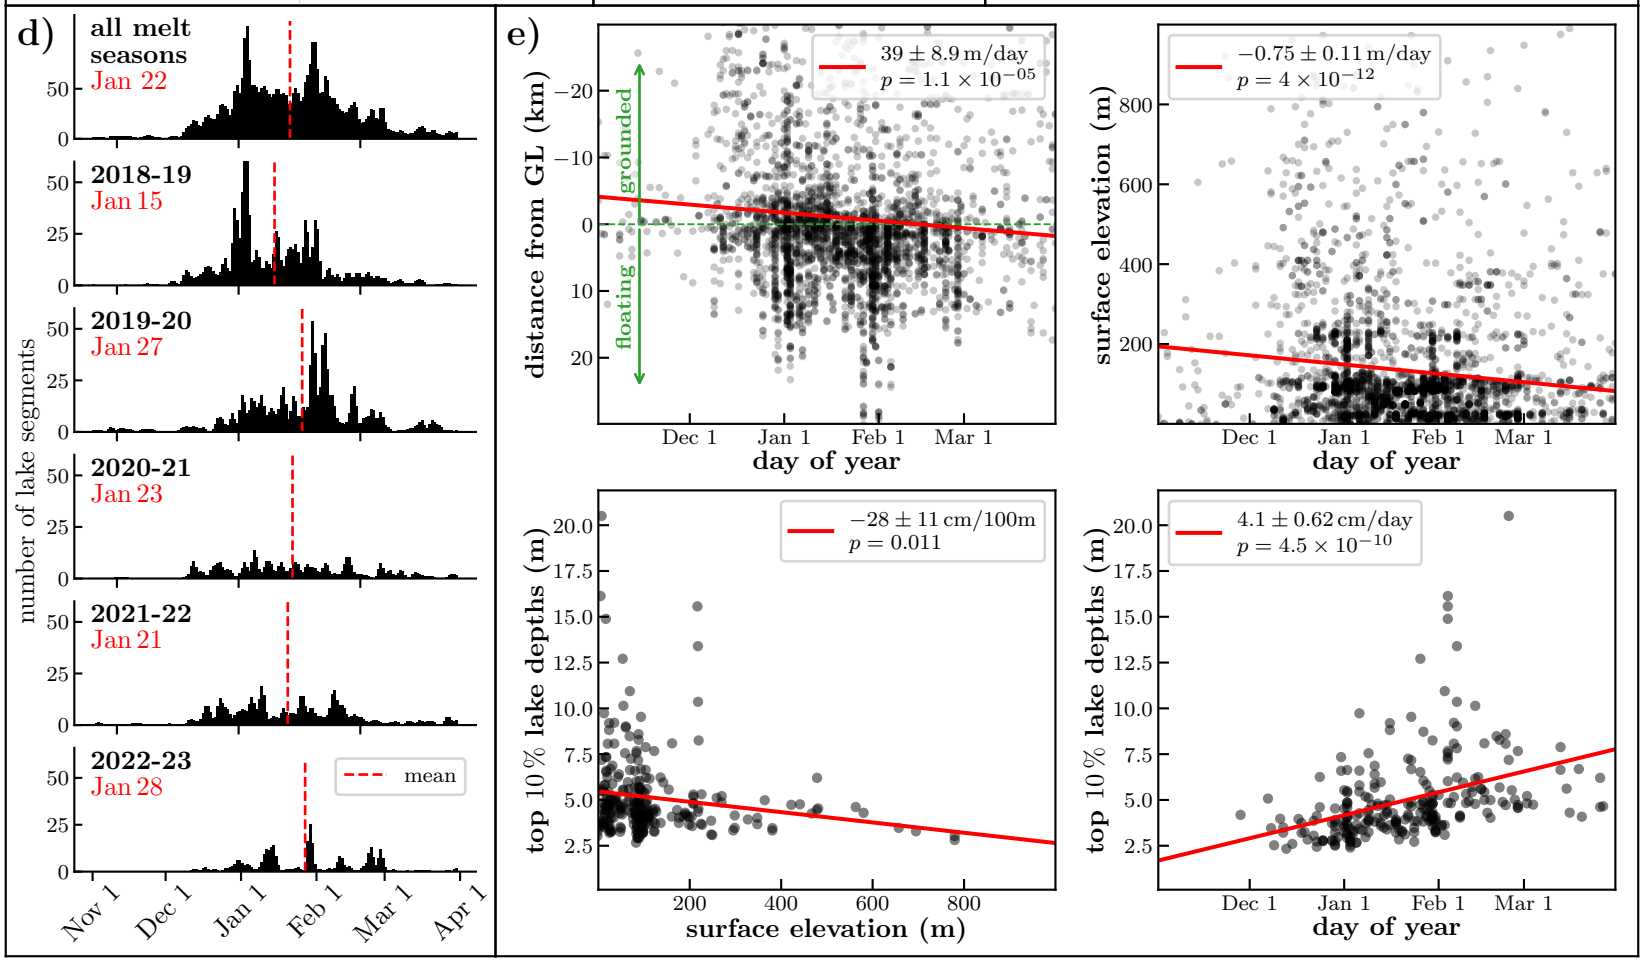 d)
number of lake segments
all melt
seasons
Jan 22
50
0
2018-19
Jan 15
50
25
0
2019-20
Jan 27
50
25
0
2020-21
Jan 23
50
25
0
2021-22
Jan 21
50
25
0
2022-23
Jan 28
mean
50
25
0
Nov 1 Dec 1 Jan 1 Feb 1 Mar 1 Apr 1
e)
39 ± 8.9 m/day
p = 1.1 × 10⁻⁰⁵
distance from GL (km)
grounded
floating
−20
−10
0
10
20
Dec 1 Jan 1 Feb 1 Mar 1
day of year
−0.75 ± 0.11 m/day
p = 4 × 10⁻¹²
surface elevation (m)
800
600
400
200
Dec 1 Jan 1 Feb 1 Mar 1
day of year
−28 ± 11 cm/100m
p = 0.011
top 10 % lake depths (m)
20.0
17.5
15.0
12.5
10.0
7.5
5.0
2.5
200 400 600 800
surface elevation (m)
4.1 ± 0.62 cm/day
p = 4.5 × 10⁻¹⁰
top 10 % lake depths (m)
20.0
17.5
15.0
12.5
10.0
7.5
5.0
2.5
Dec 1 Jan 1 Feb 1 Mar 1
day of year